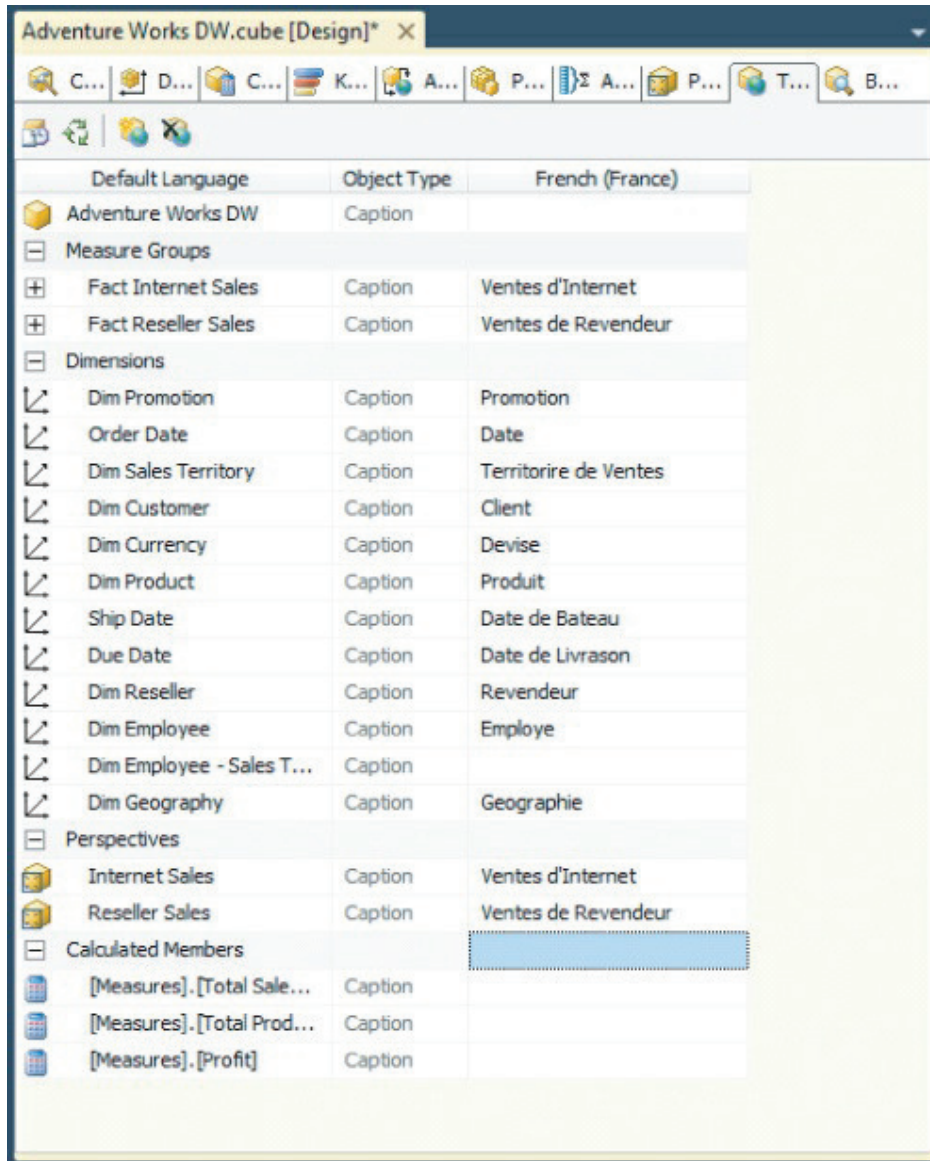 Adventure Works DW.cube [Design]*
C... D... C... K... A... P... Σ A... P... T... B...
Default Language Object Type French (France)
Adventure Works DW Caption
Measure Groups
Fact Internet Sales Caption Ventes d'Internet
Fact Reseller Sales Caption Ventes de Revendeur
Dimensions
Dim Promotion Caption Promotion
Order Date Caption Date
Dim Sales Territory Caption Territorire de Ventes
Dim Customer Caption Client
Dim Currency Caption Devise
Dim Product Caption Produit
Ship Date Caption Date de Bateau
Due Date Caption Date de Livrason
Dim Reseller Caption Revendeur
Dim Employee Caption Employe
Dim Employee - Sales T... Caption
Dim Geography Caption Geographie
Perspectives
Internet Sales Caption Ventes d'Internet
Reseller Sales Caption Ventes de Revendeur
Calculated Members
[Measures].[Total Sale... Caption
[Measures].[Total Prod... Caption
[Measures].[Profit] Caption